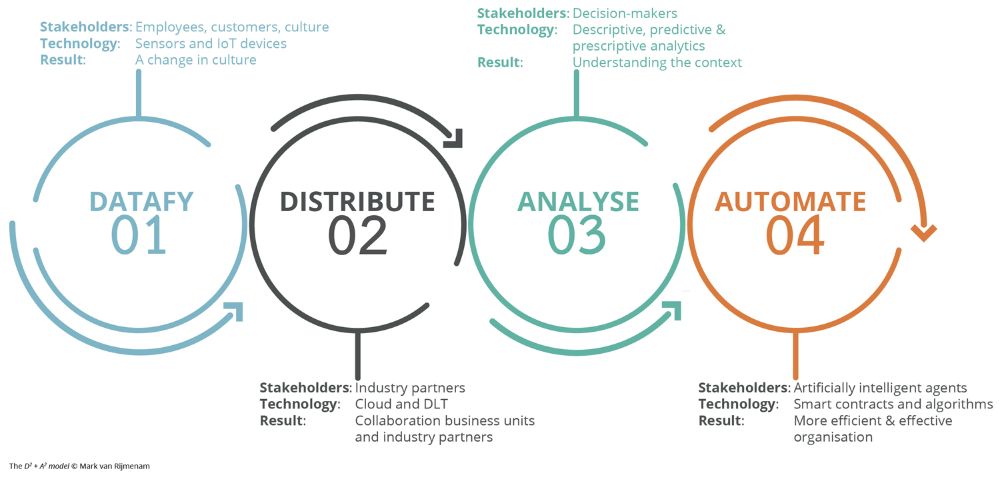 Stakeholders: Employees, customers, culture
Technology: Sensors and IoT devices
Result: A change in culture
Stakeholders: Decision-makers
Technology: Descriptive, predictive &
prescriptive analytics
Result: Understanding the context
DATAFY
01
DISTRIBUTE
02
ANALYSE
03
AUTOMATE
04
Stakeholders: Industry partners
Technology: Cloud and DLT
Result: Collaboration business units
and industry partners
Stakeholders: Artificially intelligent agents
Technology: Smart contracts and algorithms
Result: More efficient & effective
organisation
The D² + A² model © Mark van Rijmenam